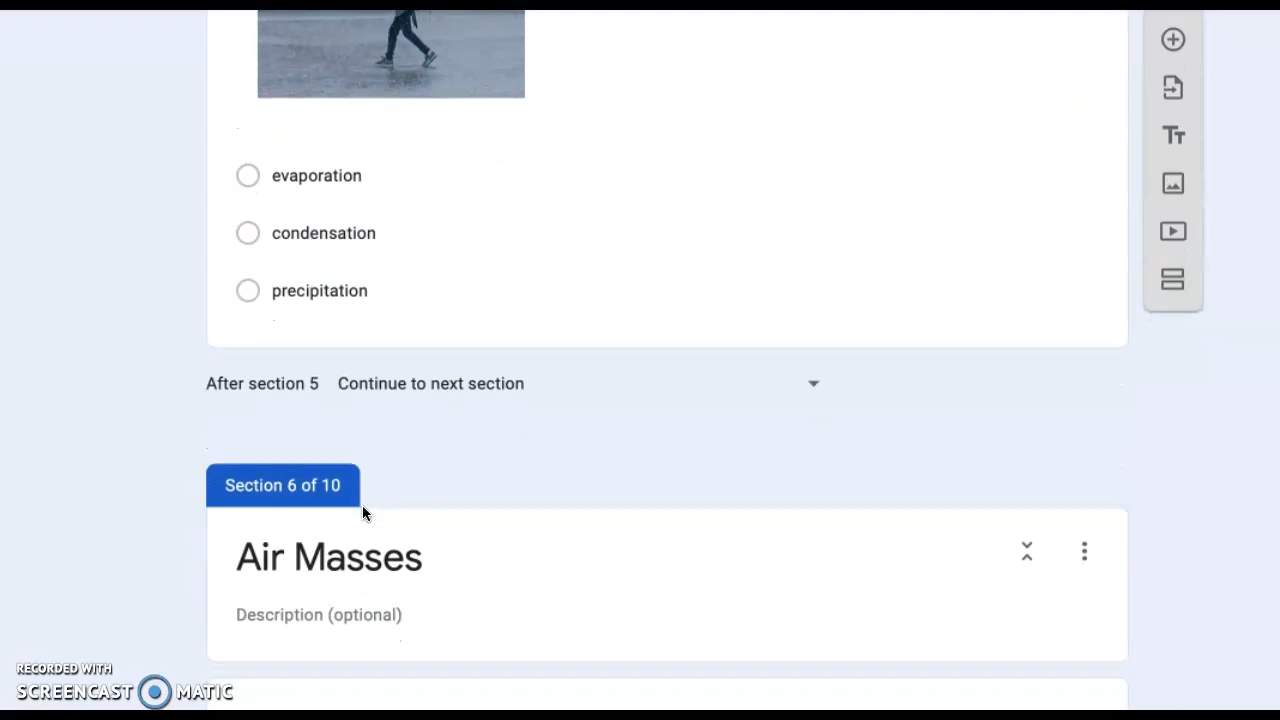 evaporation
condensation
precipitation
After section 5 Continue to next section
Section 6 of 10
Air Masses
Description (optional)
RECORDED WITH
SCREENCAST MATIC
Tт